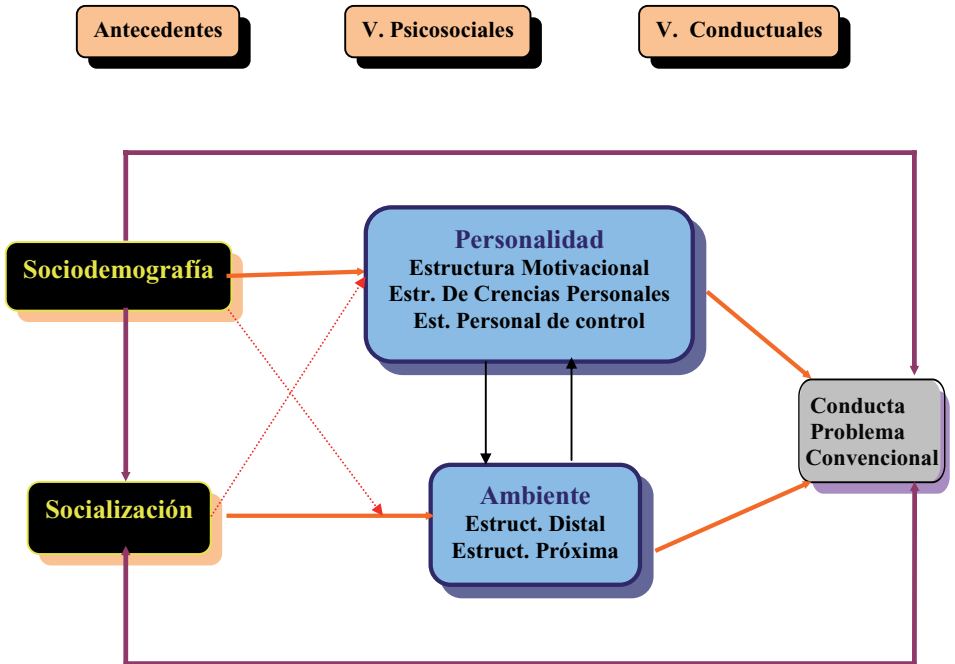 Antecedentes
V. Psicosociales
V. Conductuales
Sociodemografía
Personalidad
Estructura Motivacional
Estr. De Crencias Personales
Est. Personal de control
Conducta
Problema
Convencional
Socialización
Ambiente
Estruct. Distal
Estruct. Próxima